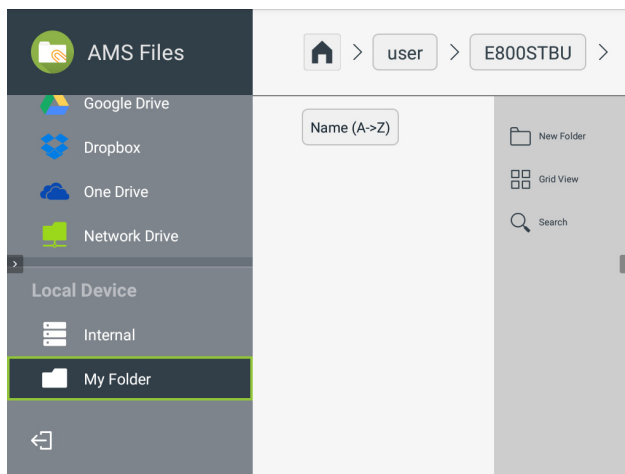 AMS Files
user
E800STBU
Google Drive
Dropbox
One Drive
Network Drive
Local Device
Internal
My Folder
Name (A->Z)
New Folder
Grid View
Search